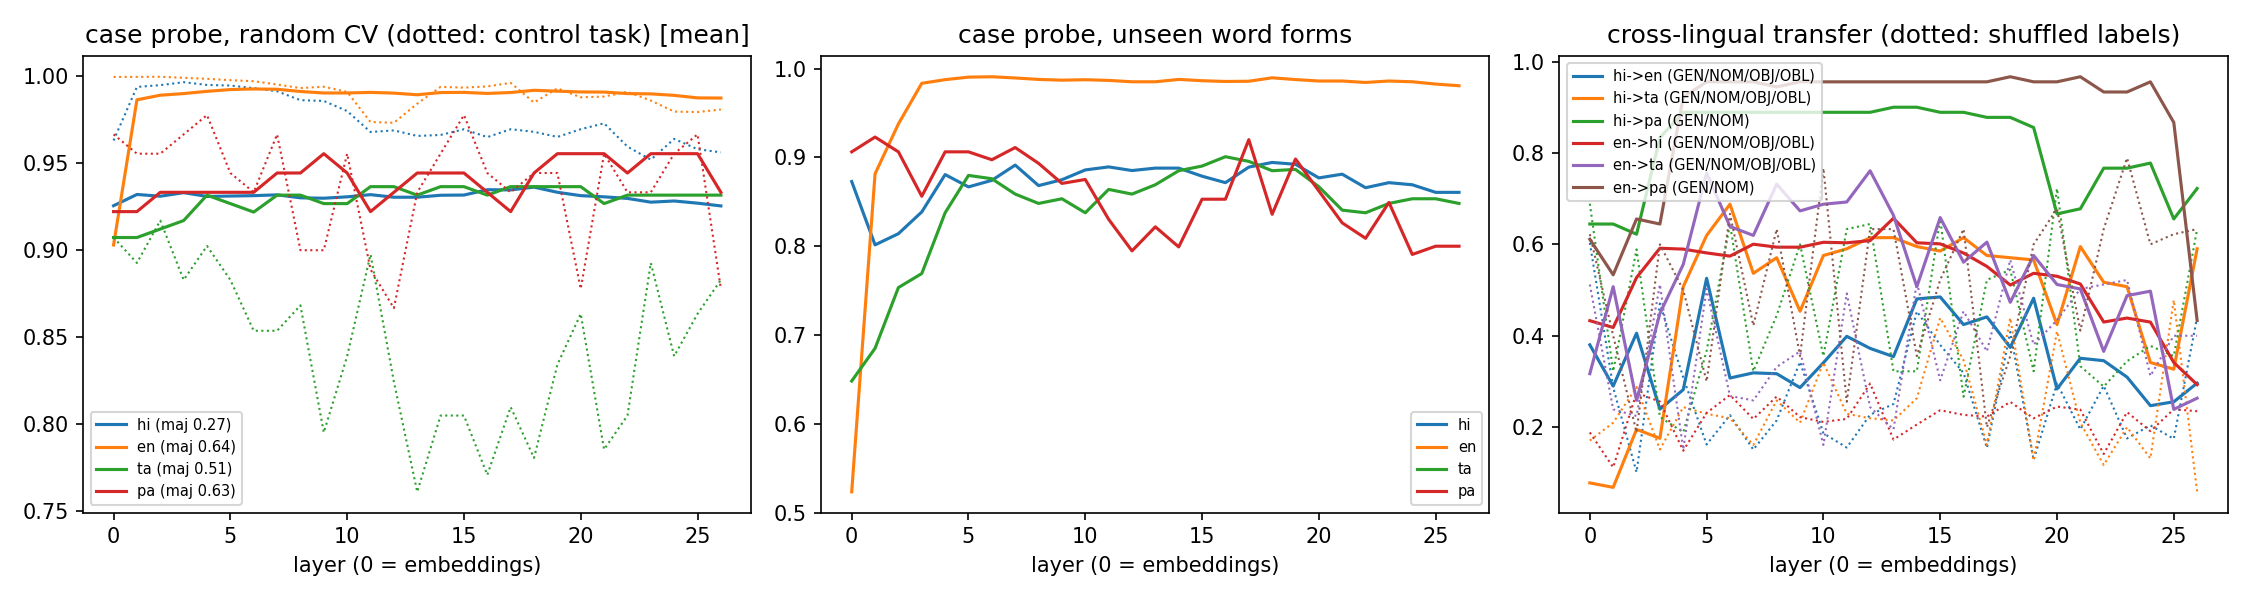 case probe, random CV (dotted: control task) [mean]
1.00
0.95
0.90
0.85
0.80
0.75
hi (maj 0.27)
en (maj 0.64)
ta (maj 0.51)
pa (maj 0.63)
0 5 10 15 20 25
layer (0 = embeddings)
case probe, unseen word forms
1.0
0.9
0.8
0.7
0.6
0.5
hi
en
ta
pa
0 5 10 15 20 25
layer (0 = embeddings)
cross-lingual transfer (dotted: shuffled labels)
1.0
0.8
0.6
0.4
0.2
hi->en (GEN/NOM/OBJ/OBL)
hi->ta (GEN/NOM/OBJ/OBL)
hi->pa (GEN/NOM)
en->hi (GEN/NOM/OBJ/OBL)
en->ta (GEN/NOM/OBJ/OBL)
en->pa (GEN/NOM)
0 5 10 15 20 25
layer (0 = embeddings)